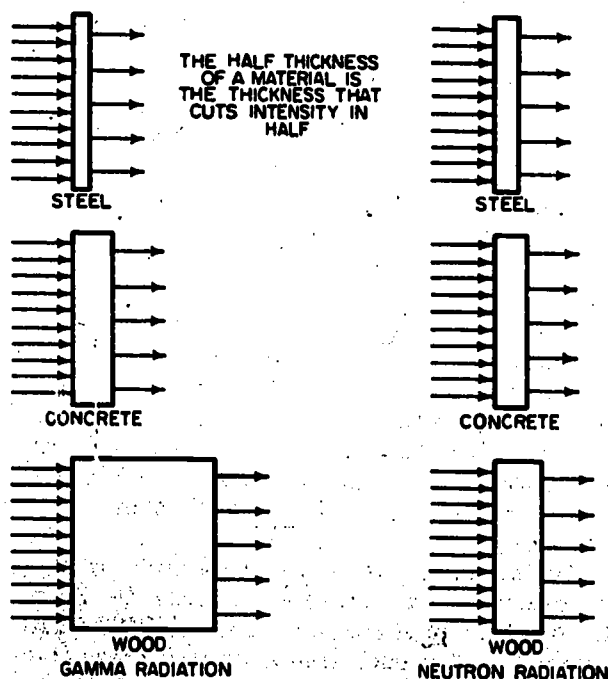 THE HALF THICKNESS
OF A MATERIAL IS
THE THICKNESS THAT
CUTS INTENSITY IN
HALF
STEEL
STEEL
CONCRETE
CONCRETE
WOOD
GAMMA RADIATION
WOOD
NEUTRON RADIATION